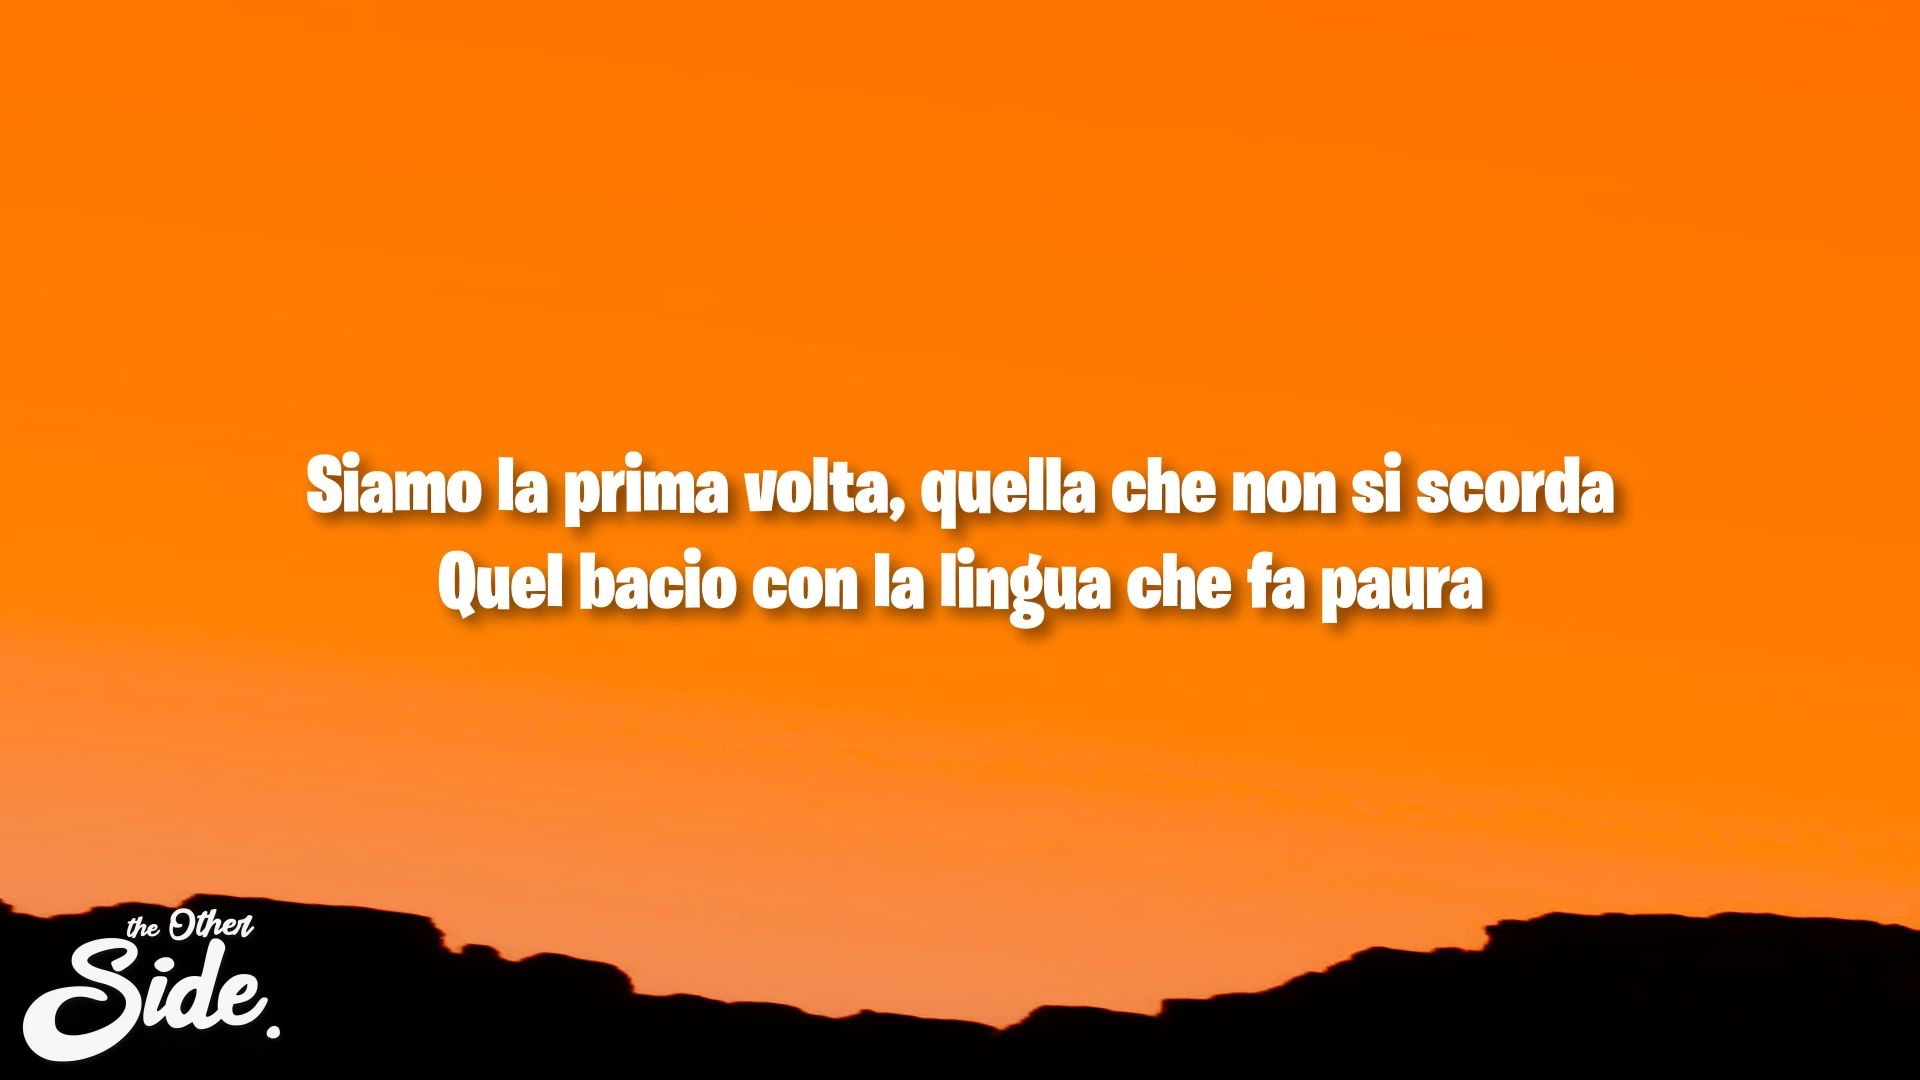 Siamo la prima volta, quella che non si scorda
Quel bacio con la lingua che fa paura
the Other
Side.